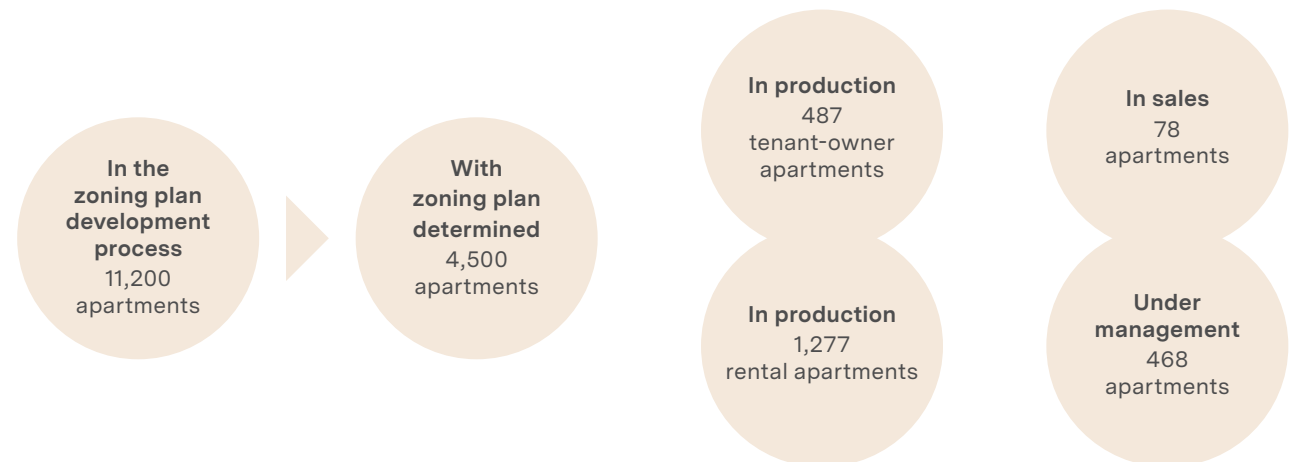 In the
zoning plan
development
process
11,200
apartments
With
zoning plan
determined
4,500
apartments
In production
487
tenant-owner
apartments
In production
1,277
rental apartments
In sales
78
apartments
Under
management
468
apartments